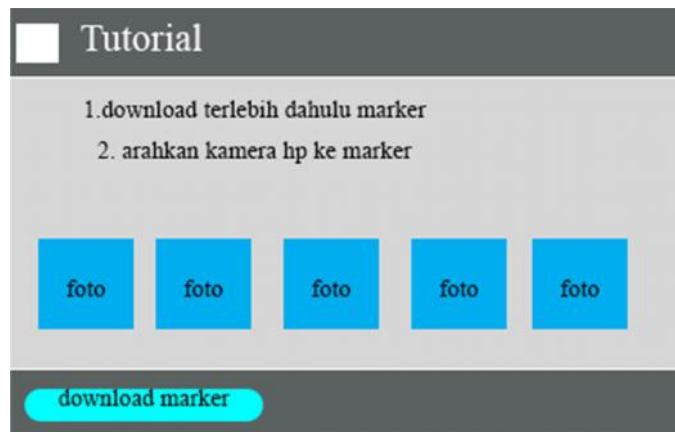 Tutorial
1.download terlebih dahulu marker
2. arahkan kamera hp ke marker
foto foto foto foto foto
download marker